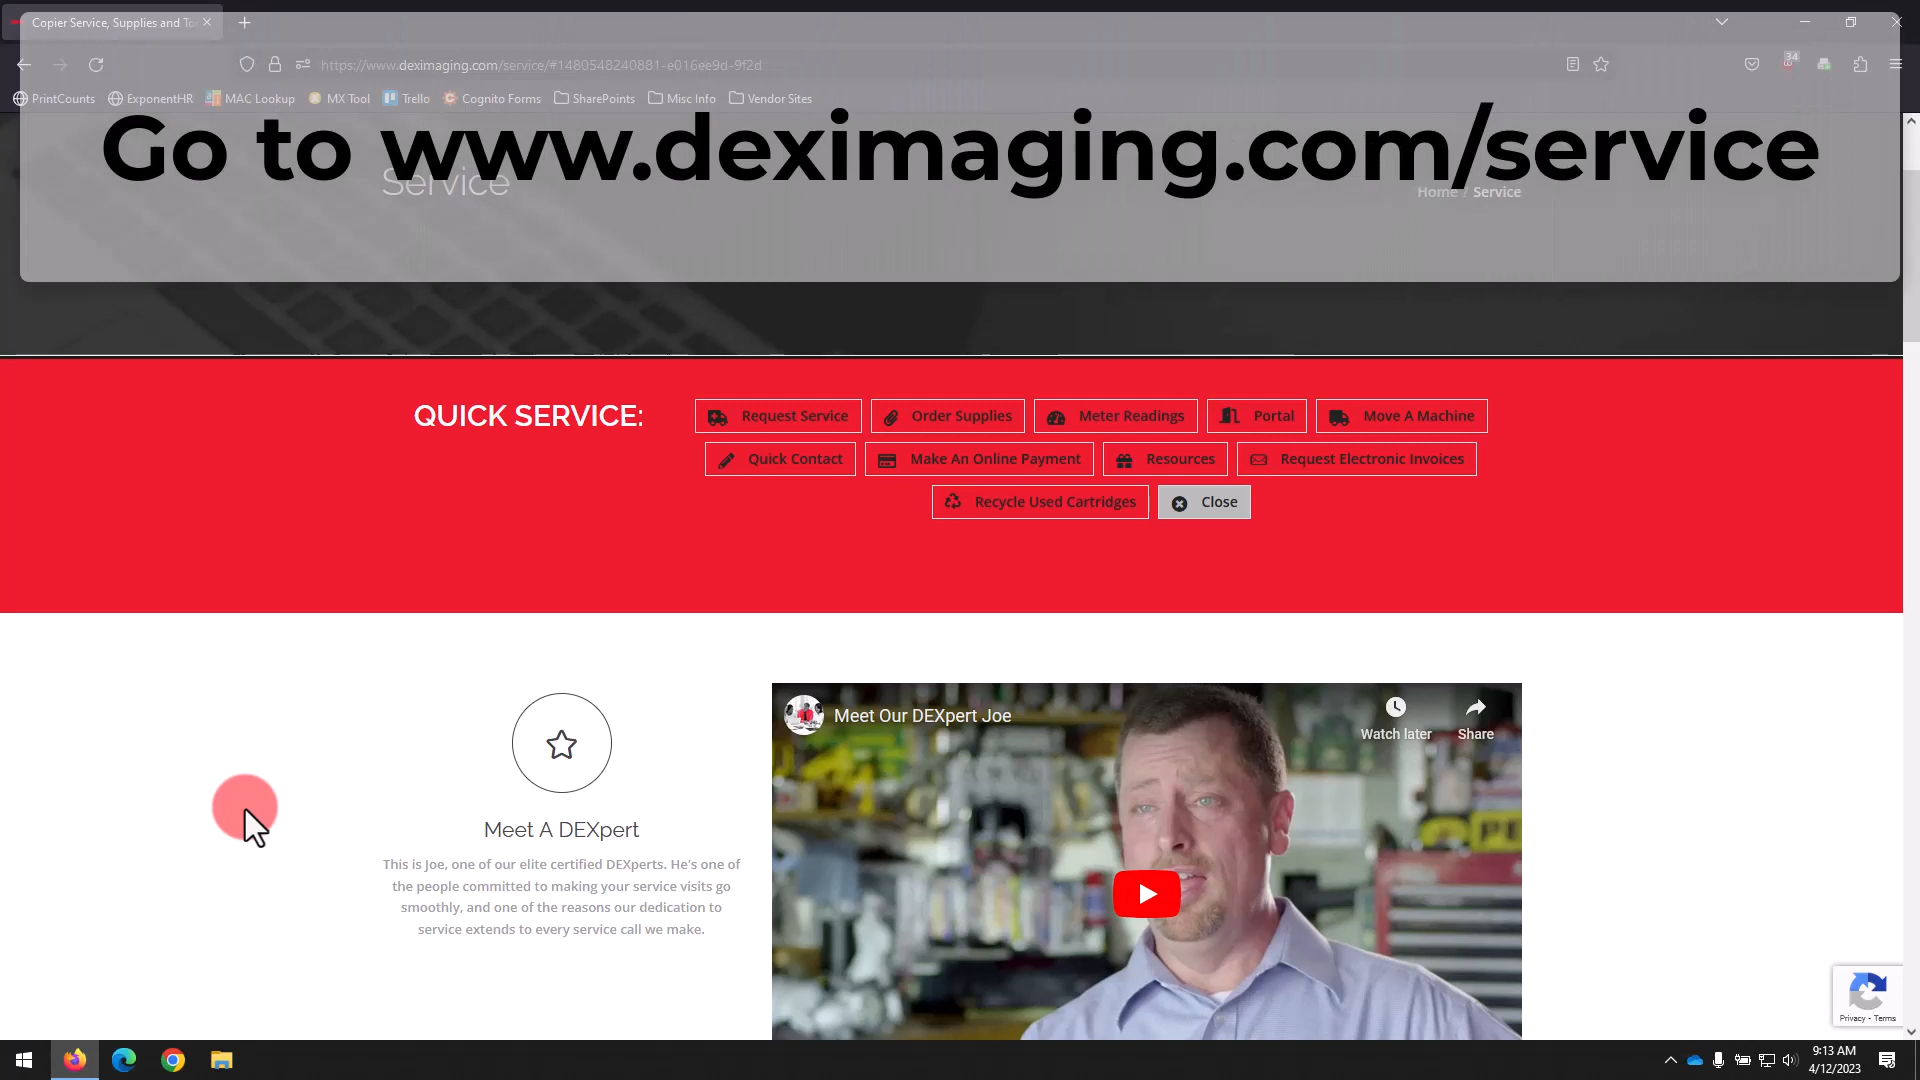 Copier Service, Supplies and To
https://www.deximaging.com/service/#1480548240881-e016ee9d-9f2d
34
PrintCounts ExponentHR MAC Lookup MX Tool Trello Cognito Forms SharePoints Misc Info Vendor Sites
Go to www.deximaging.com/service
Service
Home / Service
QUICK SERVICE:
Request Service Order Supplies Meter Readings Portal Move A Machine
Quick Contact Make An Online Payment Resources Request Electronic Invoices
Recycle Used Cartridges Close
Meet Our DEXpert Joe
Watch later Share
Meet A DEXpert
This is Joe, one of our elite certified DEXperts. He's one of
the people committed to making your service visits go
smoothly, and one of the reasons our dedication to
service extends to every service call we make.
PE
Privacy - Terms
9:13 AM
4/12/2023